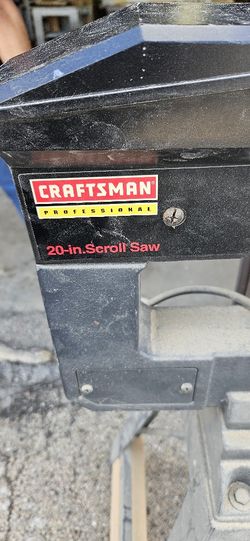 CRAFTSMAN
PROFESSIONAL
20-in.Scroll Saw